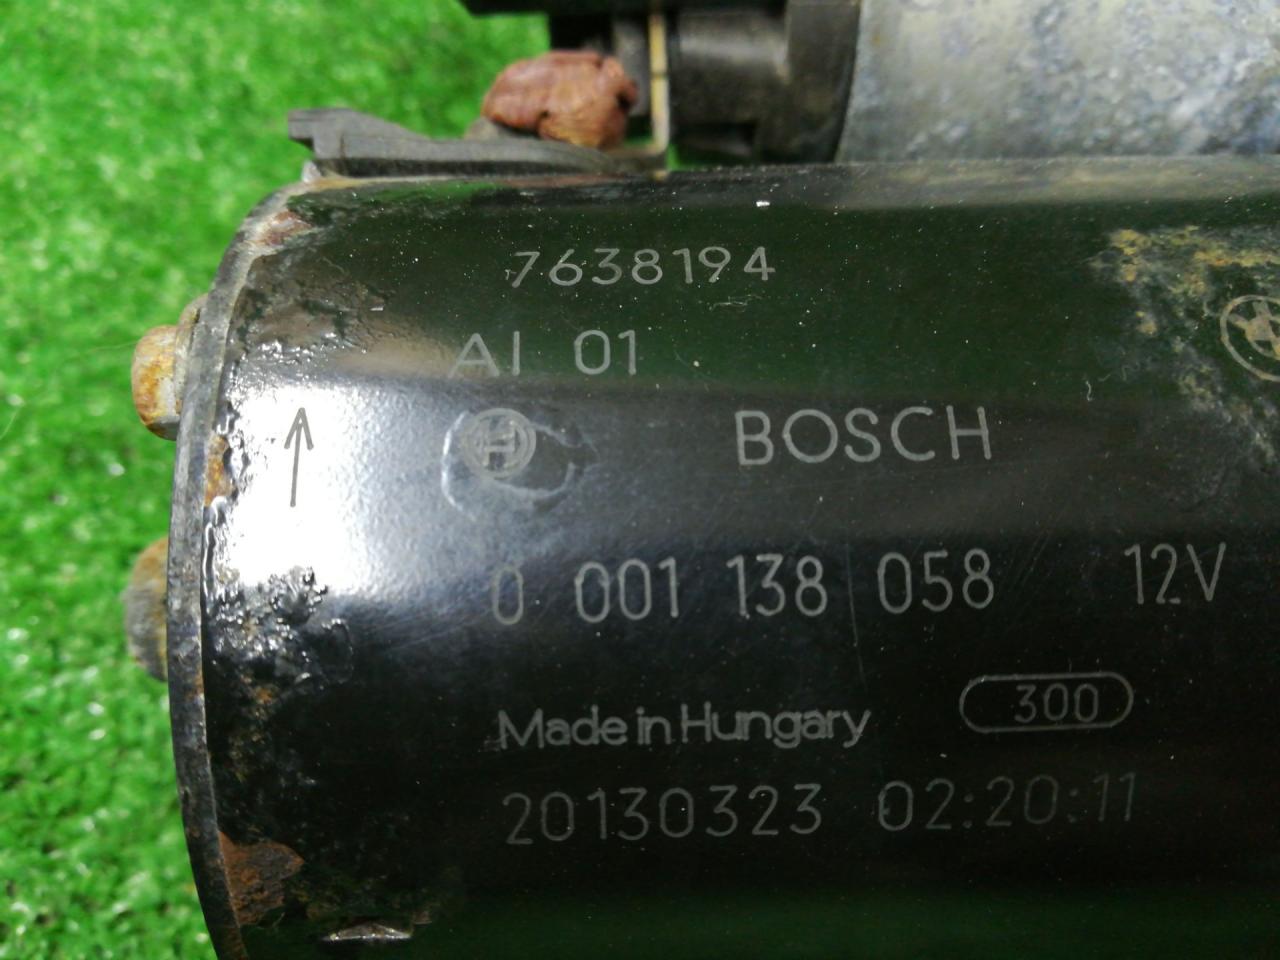 7638194
AI 01
BOSCH
0 001 138 058 12V
Made in Hungary 300
20130323 02:20:11